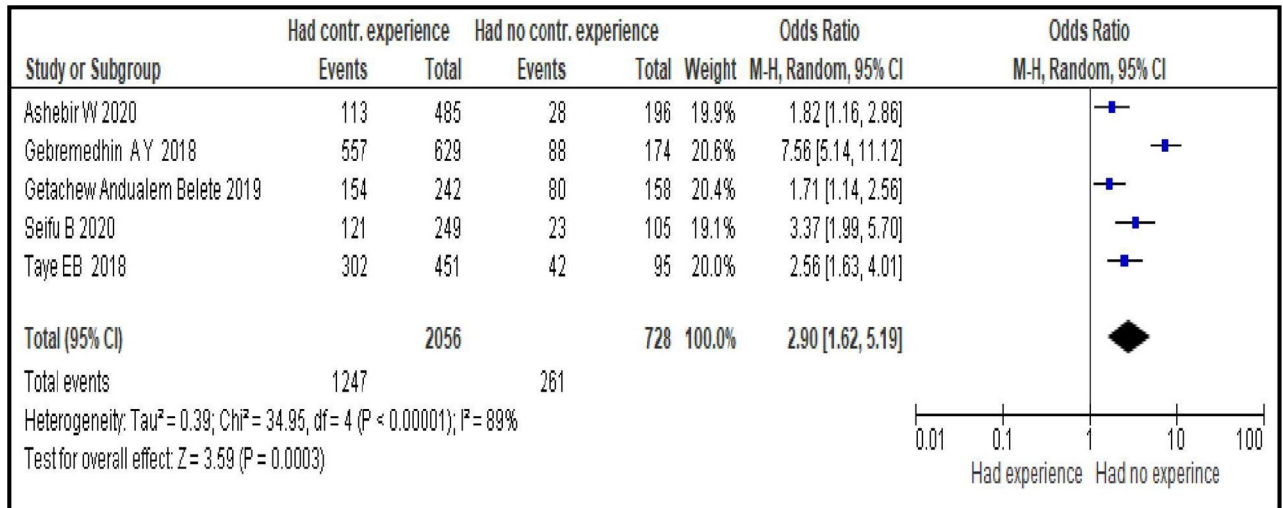 Had contr. experience Had no contr. experience Odds Ratio Odds Ratio
Study or Subgroup Events Total Events Total Weight M-H, Random, 95% CI M-H, Random, 95% CI
Ashebir W 2020 113 485 28 196 19.9% 1.82 [1.16, 2.86]
Gebremedhin A Y 2018 557 629 88 174 20.6% 7.56 [5.14, 11.12]
Getachew Andualem Belete 2019 154 242 80 158 20.4% 1.71 [1.14, 2.56]
Seifu B 2020 121 249 23 105 19.1% 3.37 [1.99, 5.70]
Taye EB 2018 302 451 42 95 20.0% 2.56 [1.63, 4.01]
Total (95% CI) 2056 728 100.0% 2.90 [1.62, 5.19]
Total events 1247 261
Heterogeneity: Tau² = 0.39; Chi² = 34.95, df = 4 (P < 0.00001); I² = 89%
Test for overall effect: Z = 3.59 (P = 0.0003)
0.01 0.1 1 10 100
Had experience Had no experince